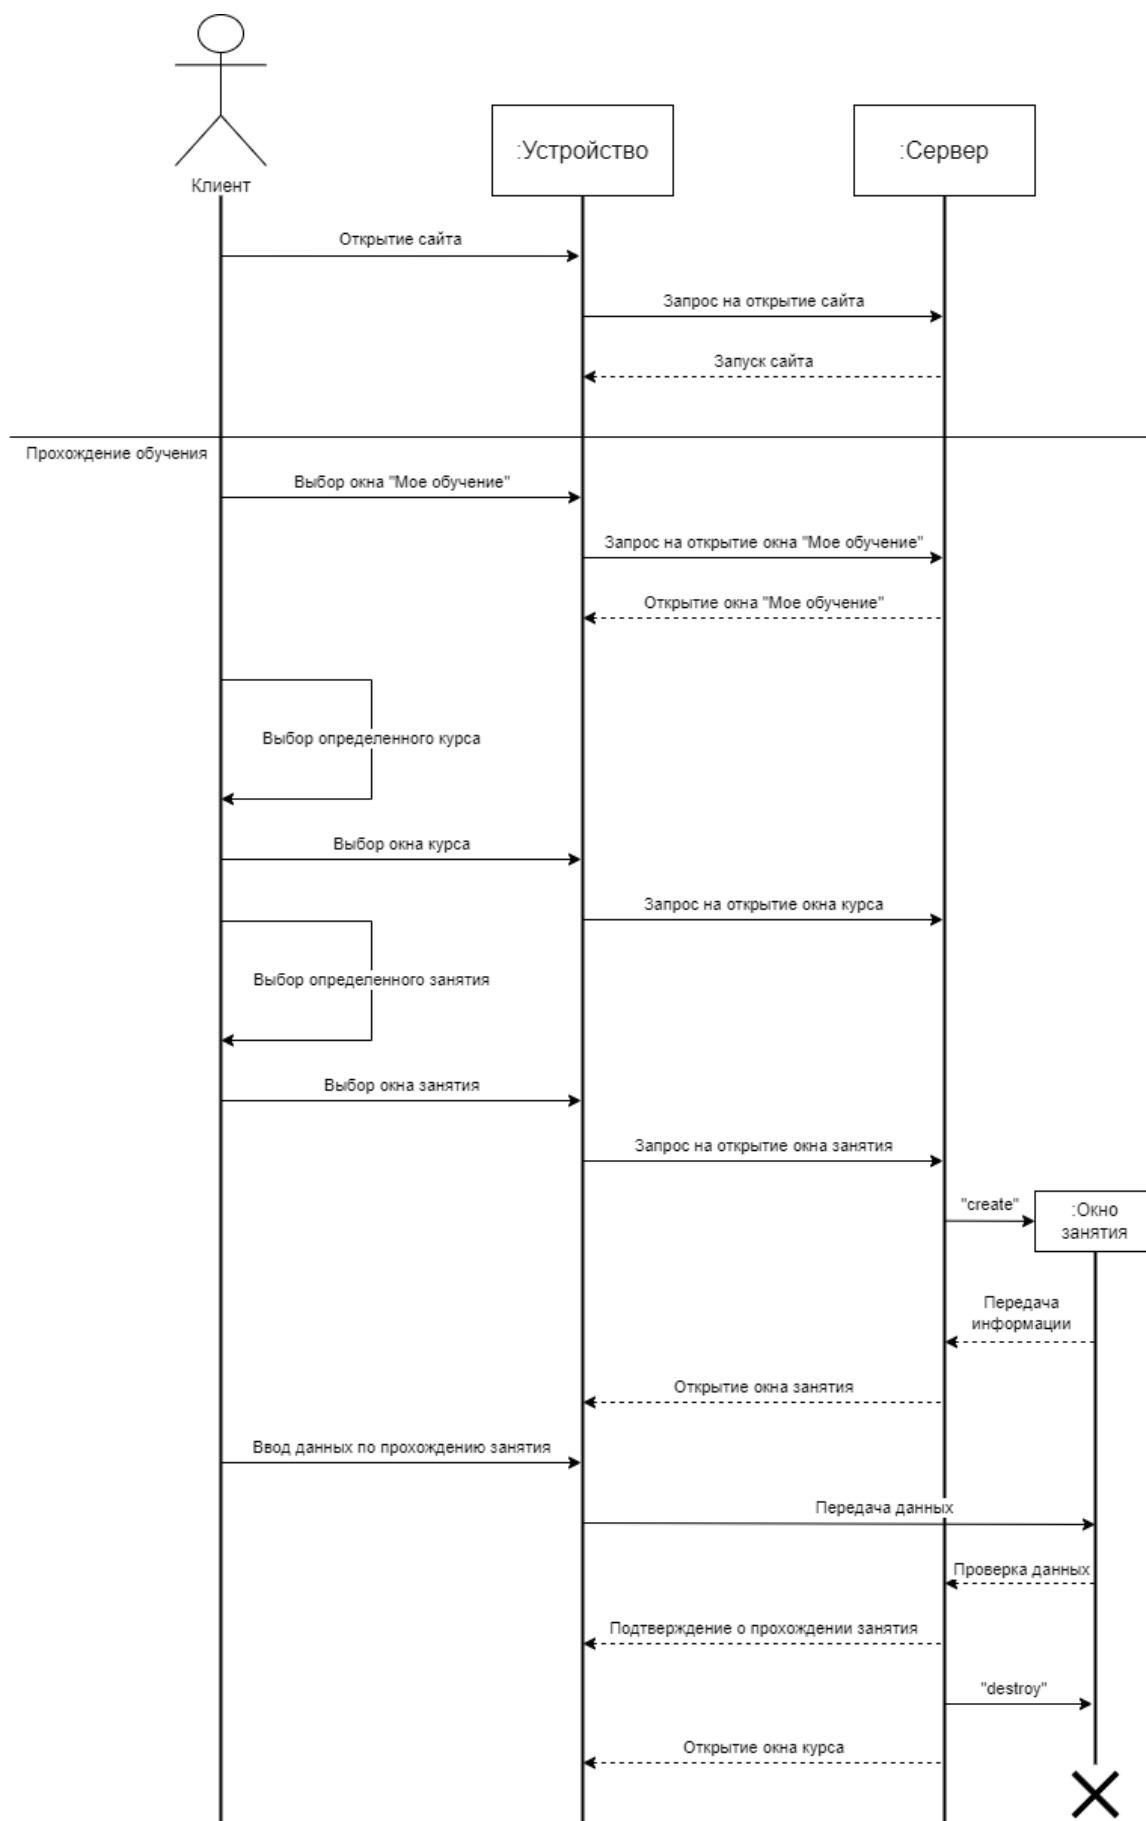 :Устройство
:Сервер
Клиент
Открытие сайта
Запрос на открытие сайта
Запуск сайта
Прохождение обучения
Выбор окна "Мое обучение"
Запрос на открытие окна "Мое обучение"
Открытие окна "Мое обучение"
Выбор определенного курса
Выбор окна курса
Запрос на открытие окна курса
Выбор определенного занятия
Выбор окна занятия
Запрос на открытие окна занятия
"create"
:Окно
занятия
Передача
информации
Открытие окна занятия
Ввод данных по прохождению занятия
Передача данных
Проверка данных
Подтверждение о прохождении занятия
"destroy"
Открытие окна курса